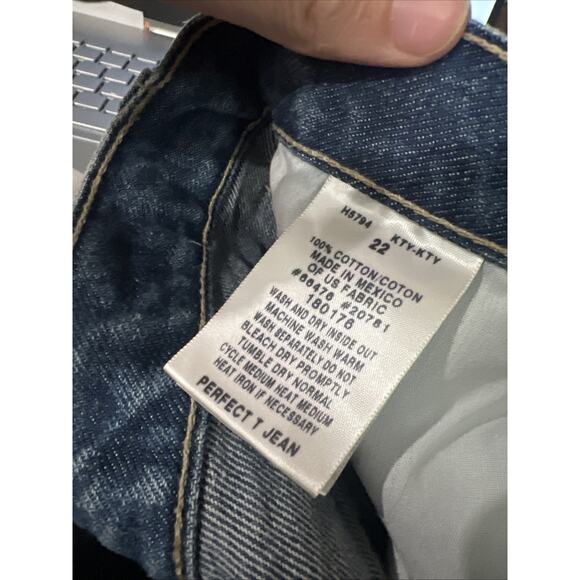 H5794 KTY-KTY
22
100% COTTON/COTON
MADE IN MEXICO
OF US FABRIC
#86476 #20781
180176
WASH AND DRY INSIDE OUT
MACHINE WASH WARM
WASH SEPARATELY DO NOT
BLEACH DRY PROMPTLY
TUMBLE DRY NORMAL
CYCLE MEDIUM HEAT MEDIUM
HEAT IRON IF NECESSARY
PERFECT T JEAN